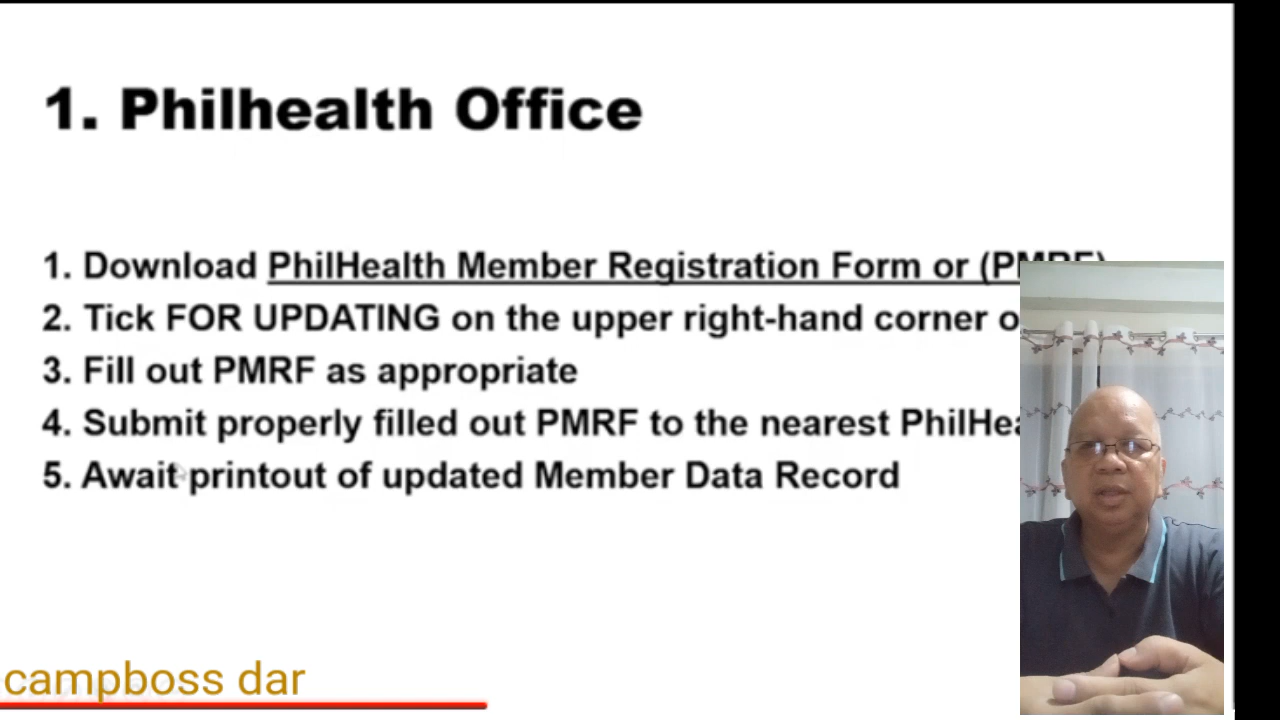 1. Philhealth Office
1. Download PhilHealth Member Registration Form or (PMRF)
2. Tick FOR UPDATING on the upper right-hand corner
3. Fill out PMRF as appropriate
4. Submit properly filled out PMRF to the nearest
5. Await printout of updated Member Data Record
campboss dar